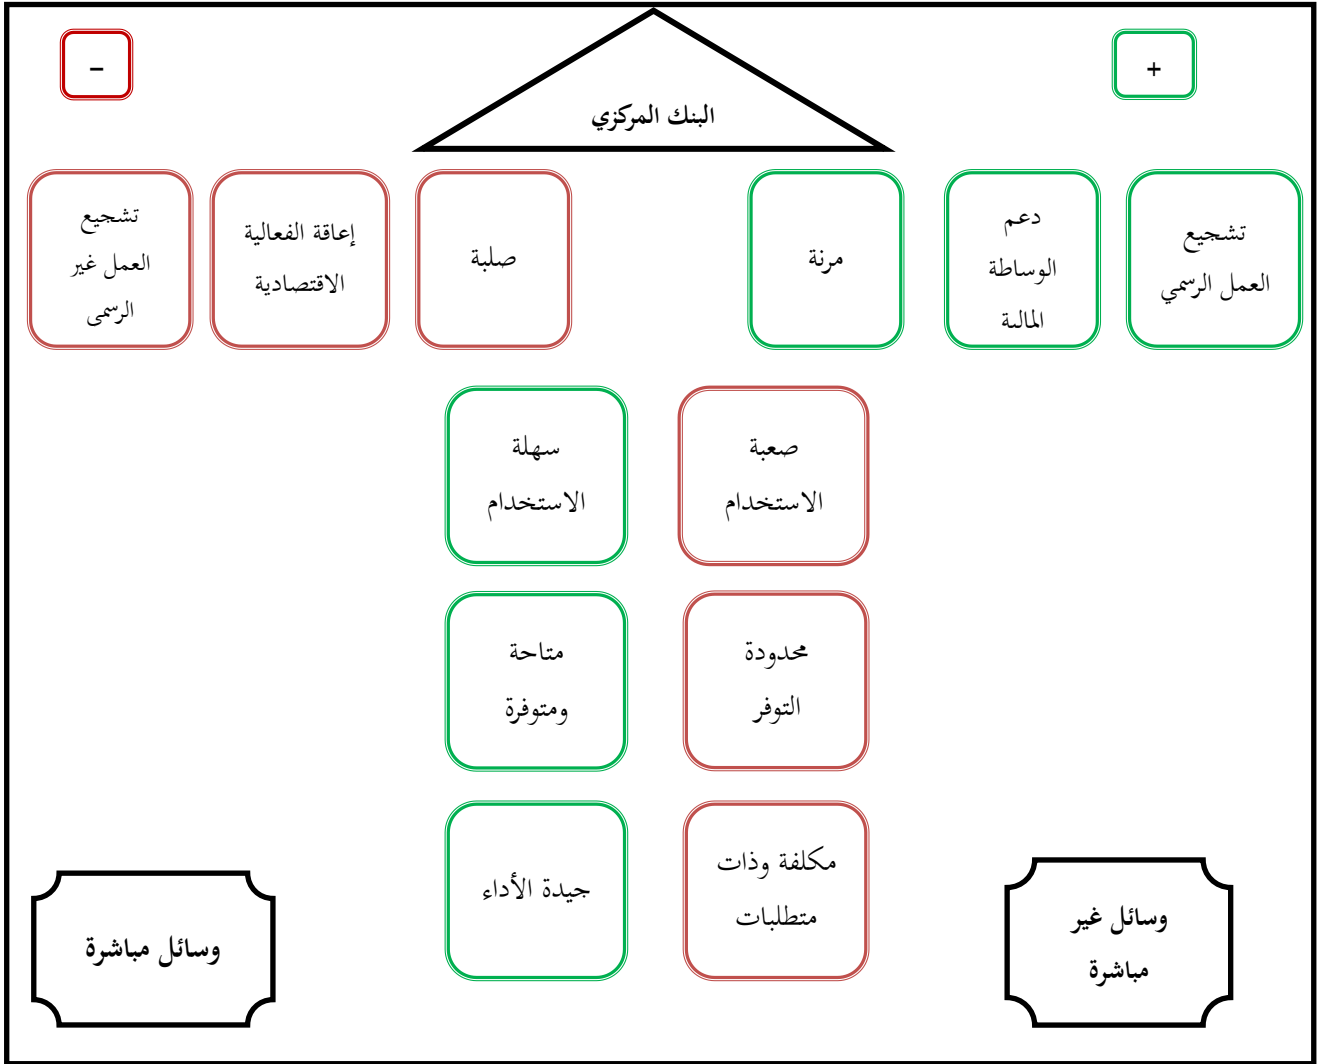 +
–
البنك المركزي
تشجيع
العمل الرسمي
دعم
الوساطة
المالية
مرنة
صلبة
إعاقة الفعالية
الاقتصادية
تشجيع
العمل غير
الرسمي
صعبة
الاستخدام
سهلة
الاستخدام
محدودة
التوفر
متاحة
ومتوفرة
مكلفة وذات
متطلبات
جيدة الأداء
وسائل غير
مباشرة
وسائل مباشرة